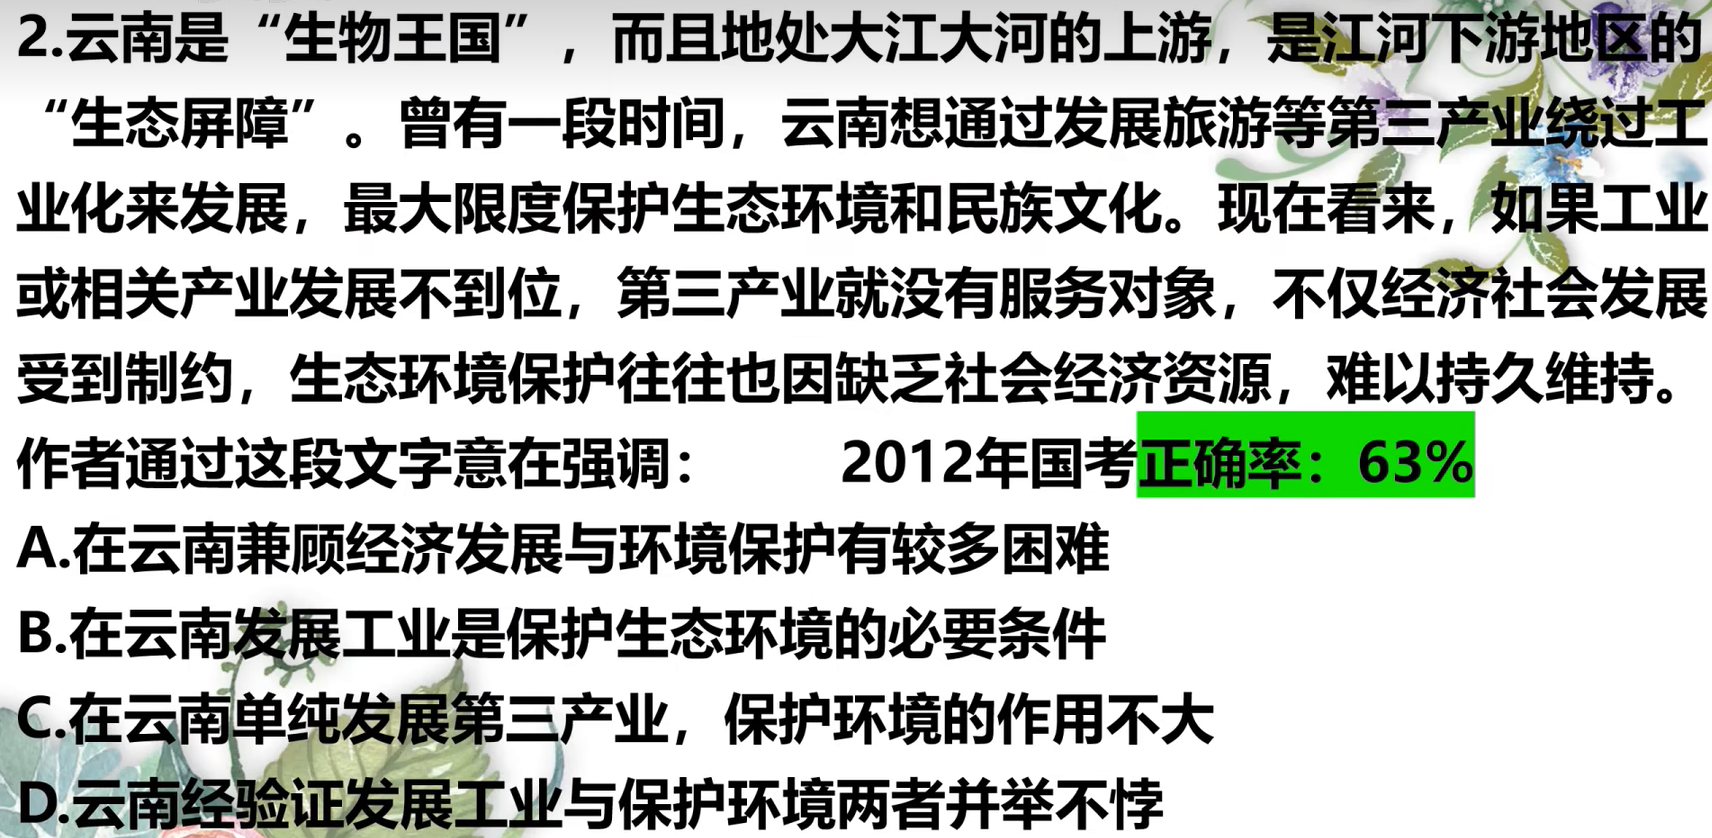 2.云南是“生物王国”，而且地处大江大河的上游，是江河下游地区的
“生态屏障”。曾有一段时间，云南想通过发展旅游等第三产业绕过工
业化来发展，最大限度保护生态环境和民族文化。现在看来，如果工业
或相关产业发展不到位，第三产业就没有服务对象，不仅经济社会发展
受到制约，生态环境保护往往也因缺乏社会经济资源，难以持久维持。
作者通过这段文字意在强调： 2012年国考正确率：63%
A.在云南兼顾经济发展与环境保护有较多困难
B.在云南发展工业是保护生态环境的必要条件
C.在云南单纯发展第三产业，保护环境的作用不大
D.云南经验证发展工业与保护环境两者并举不悖